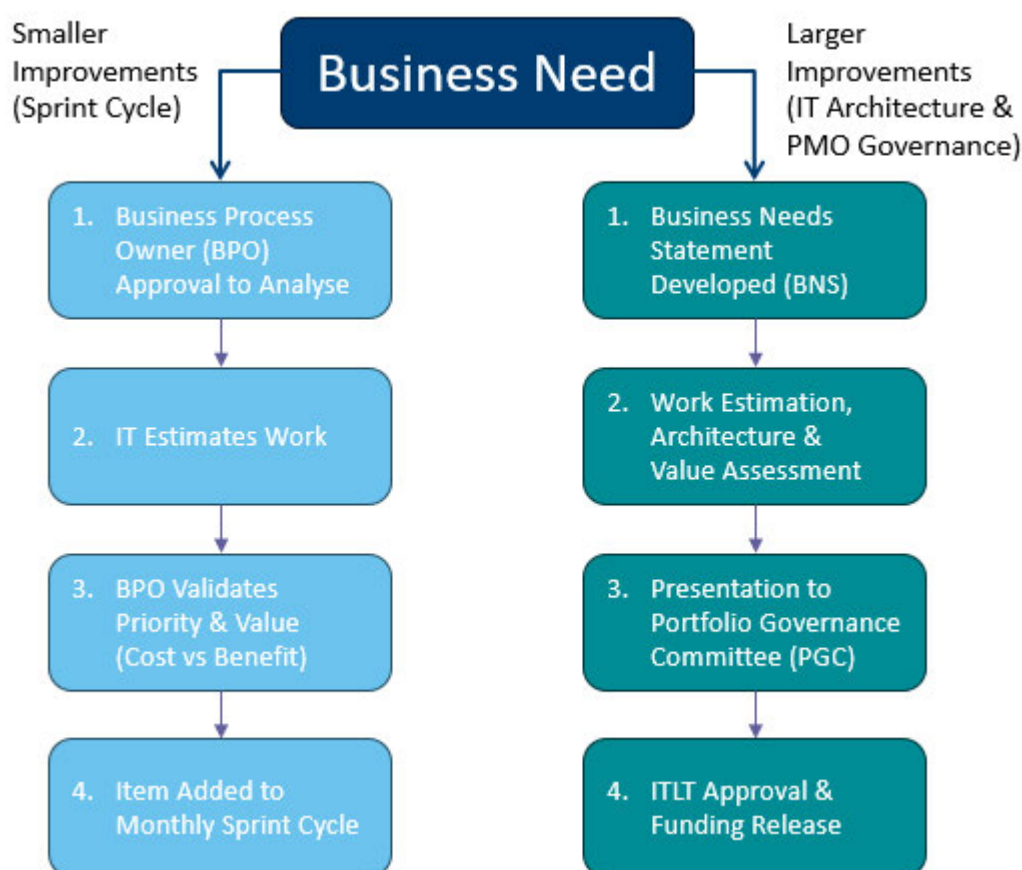 Smaller
Improvements
(Sprint Cycle)
Business Need
Larger
Improvements
(IT Architecture &
PMO Governance)
1. Business Process
Owner (BPO)
Approval to Analyse
2. IT Estimates Work
3. BPO Validates
Priority & Value
(Cost vs Benefit)
4. Item Added to
Monthly Sprint Cycle
1. Business Needs
Statement
Developed (BNS)
2. Work Estimation,
Architecture &
Value Assessment
3. Presentation to
Portfolio Governance
Committee (PGC)
4. ITLT Approval &
Funding Release